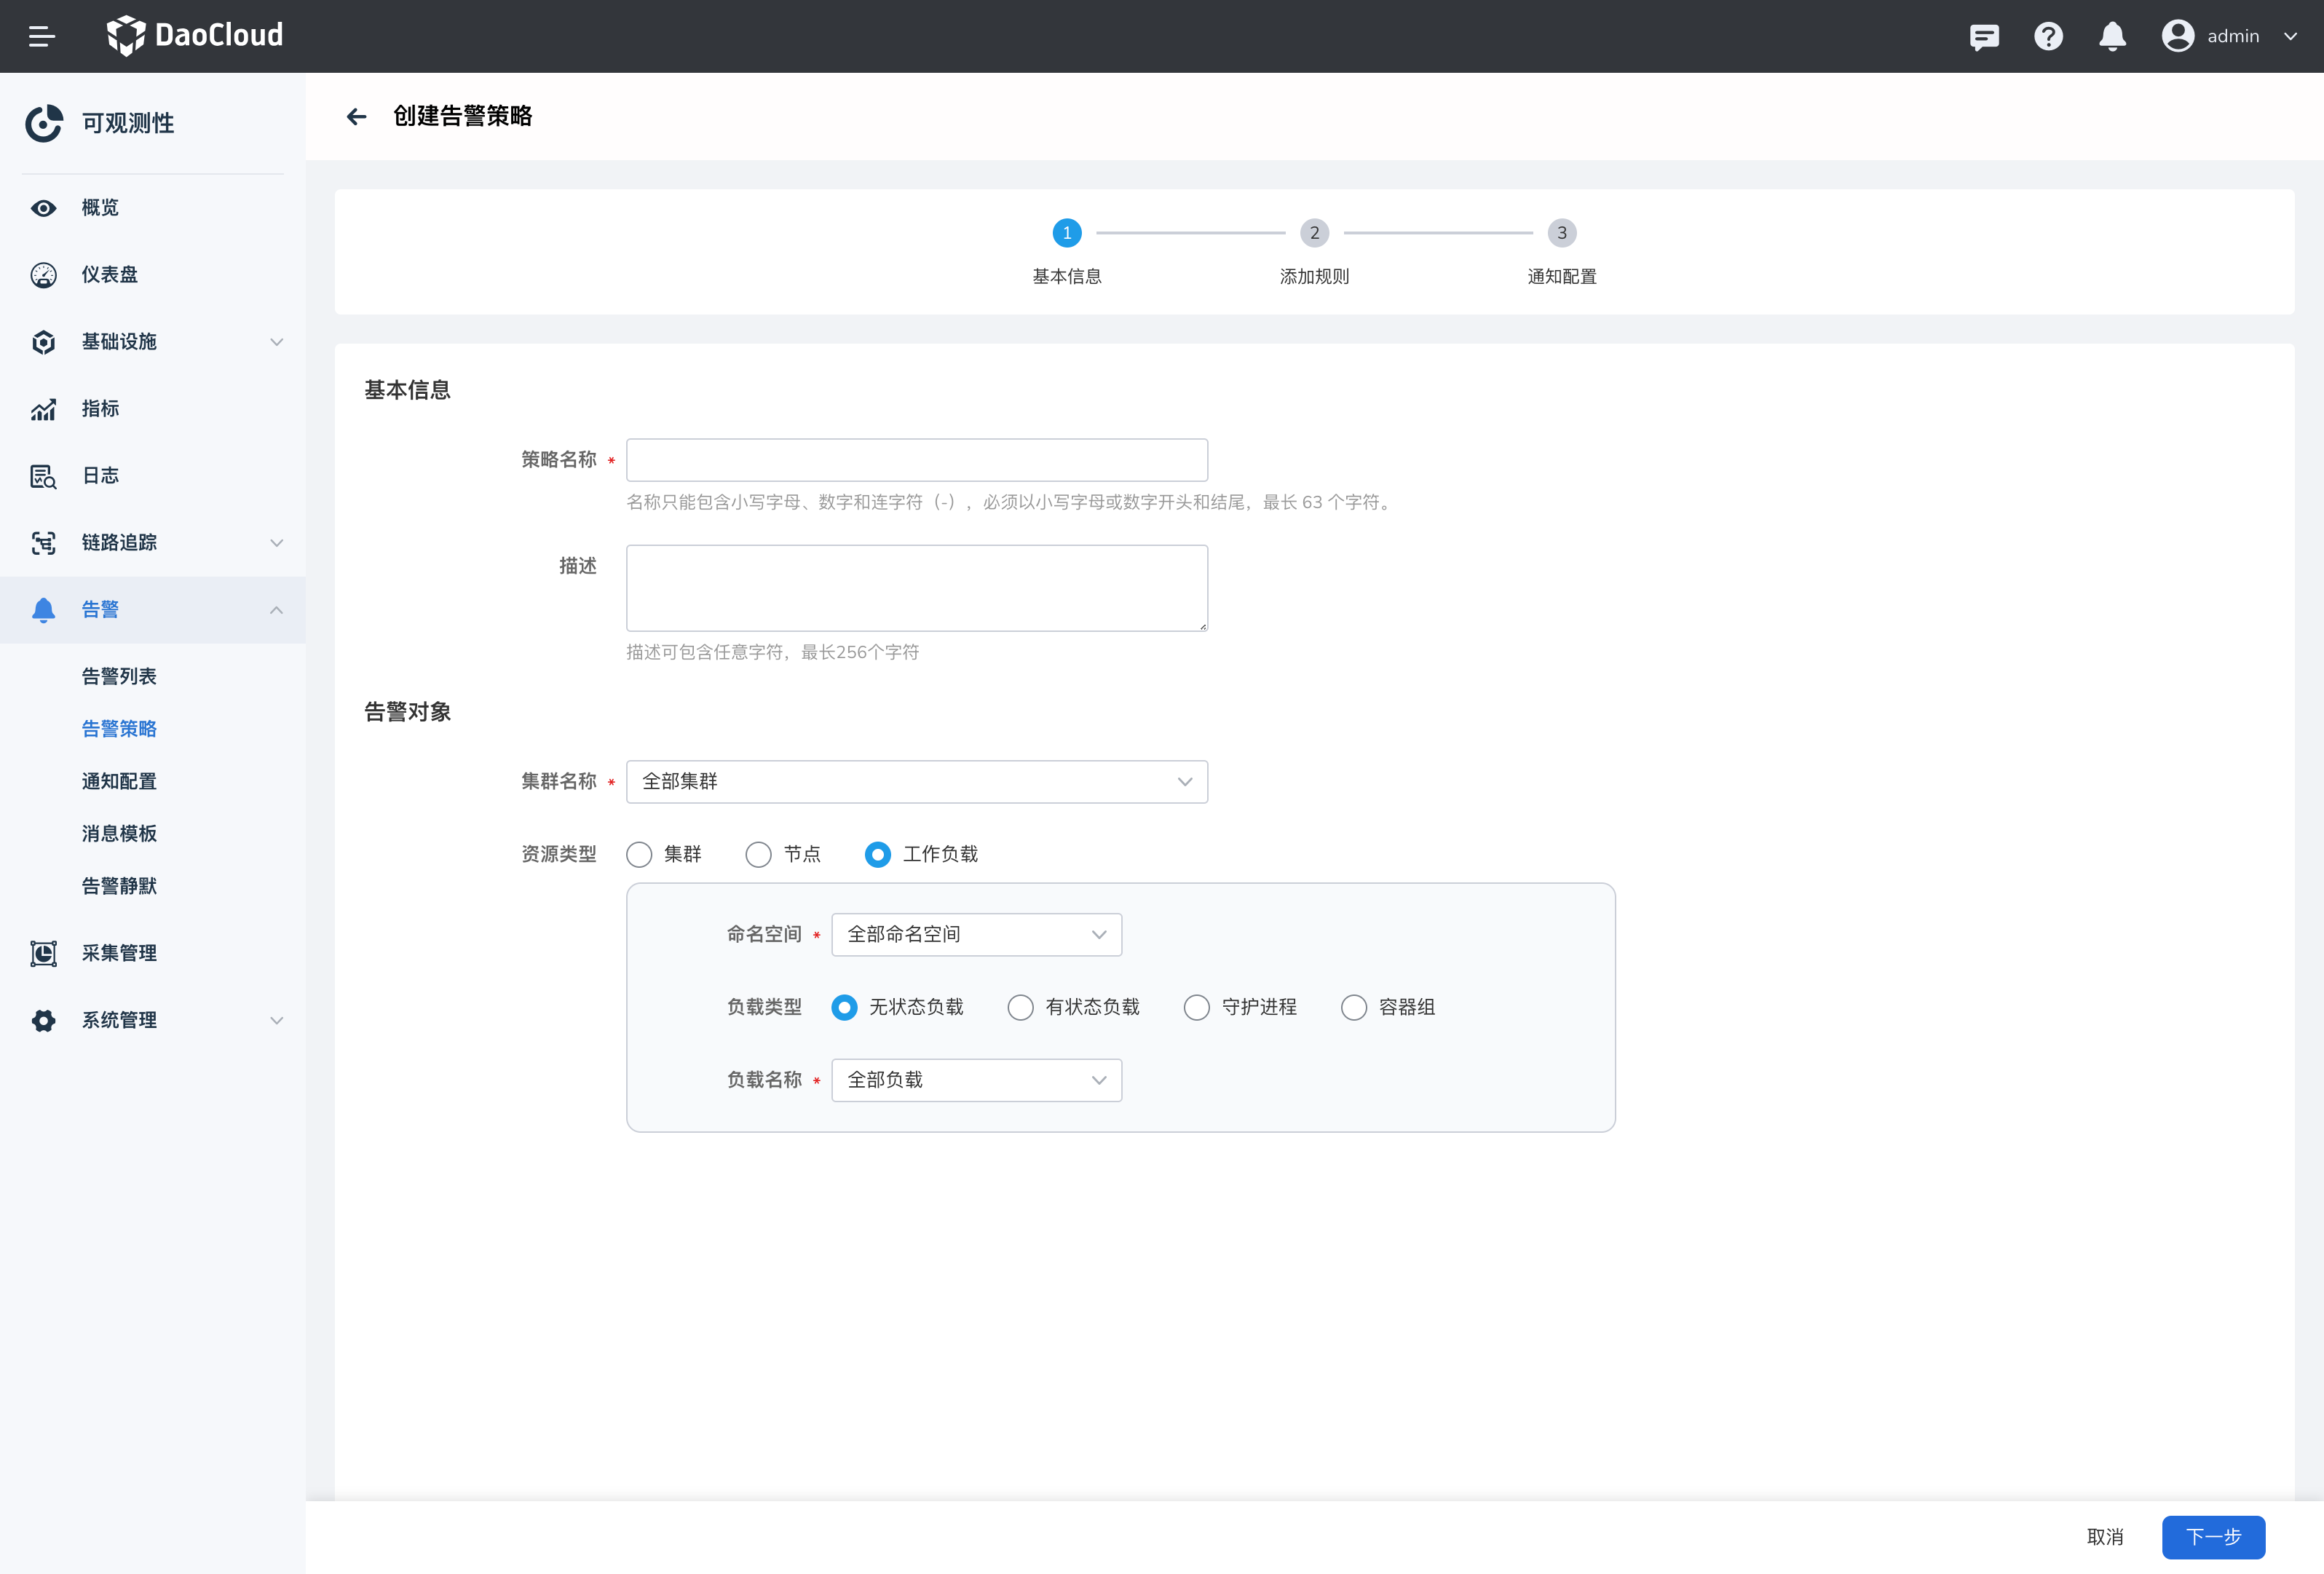 DaoCloud
admin
可观测性
概览
仪表盘
基础设施
指标
日志
链路追踪
告警
告警列表
告警策略
通知配置
消息模板
告警静默
采集管理
系统管理
创建告警策略
1
2
3
基本信息
添加规则
通知配置
基本信息
策略名称 *
名称只能包含小写字母、数字和连字符（-），必须以小写字母或数字开头和结尾，最长 63 个字符。
描述
描述可包含任意字符，最长256个字符
告警对象
集群名称 * 全部集群
资源类型 集群 节点 工作负载
命名空间 * 全部命名空间
负载类型 无状态负载 有状态负载 守护进程 容器组
负载名称 * 全部负载
取消
下一步